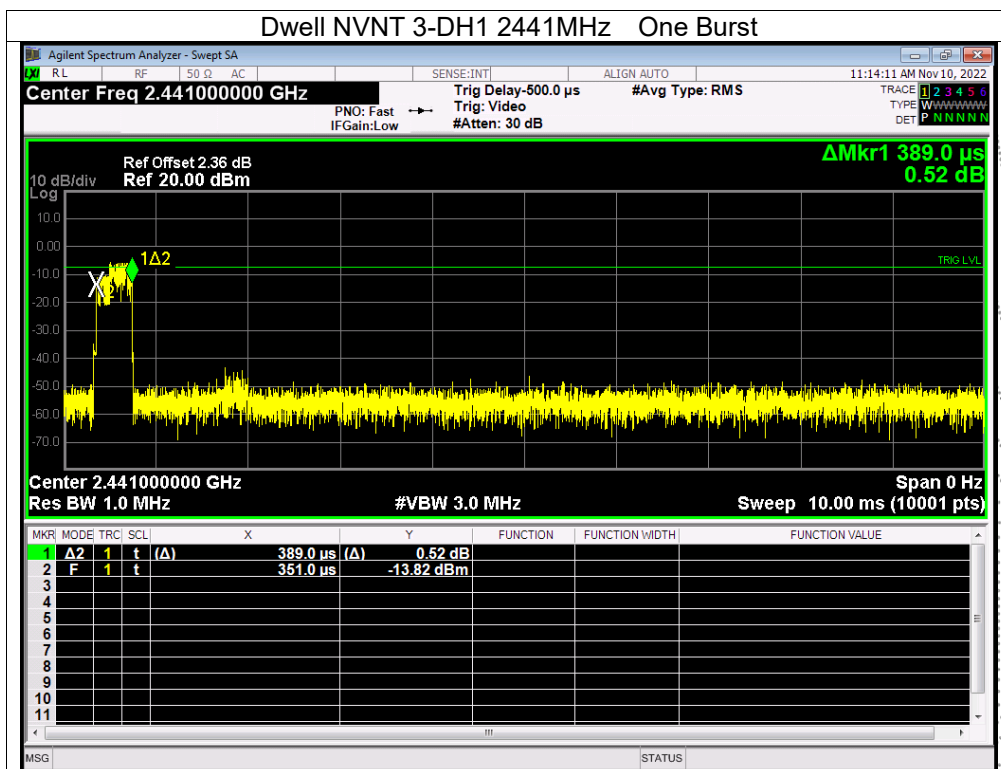 Dwell NVNT 3-DH1 2441MHz One Burst
Agilent Spectrum Analyzer - Swept SA
LXI RL RF 50 Ω AC SENSE:INT ALIGN AUTO 11:14:11 AM Nov 10, 2022
Center Freq 2.441000000 GHz Trig Delay-500.0 µs #Avg Type: RMS TRACE 1 2 3 4 5 6
PNO: Fast Trig: Video TYPE WWWWWW
IFGain:Low #Atten: 30 dB DET P N N N N N
ΔMkr1 389.0 µs
0.52 dB
Ref Offset 2.36 dB
10 dB/div Ref 20.00 dBm
Log
10.0
0.00
1Δ2
TRIG LVL
-10.0
X2
-20.0
-30.0
-40.0
-50.0
-60.0
-70.0
Center 2.441000000 GHz Span 0 Hz
Res BW 1.0 MHz #VBW 3.0 MHz Sweep 10.00 ms (10001 pts)
MKR MODE TRC SCL X Y FUNCTION FUNCTION WIDTH FUNCTION VALUE
1 Δ2 1 t (Δ) 389.0 µs (Δ) 0.52 dB
2 F 1 t 351.0 µs -13.82 dBm
3
4
5
6
7
8
9
10
11
MSG STATUS